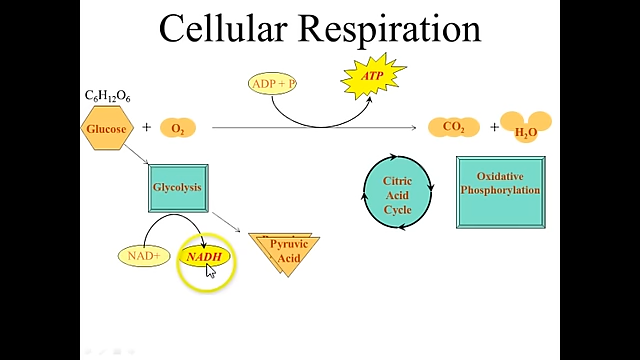 Cellular Respiration
ADP + P
ATP
C6H12O6
Glucose
+
O2
CO2
+
H2O
Glycolysis
Citric
Acid
Cycle
Oxidative
Phosphorylation
NAD+
NADH
Pyruvic
Acid